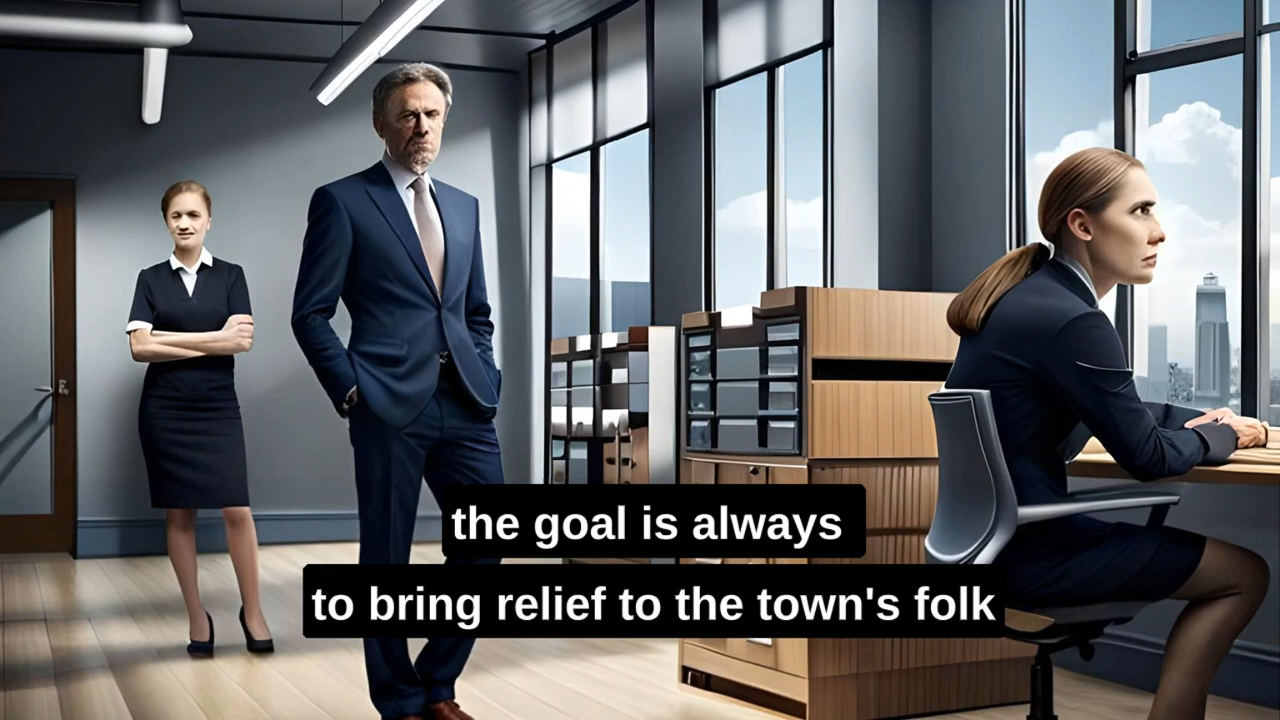 the goal is always
to bring relief to the town's folk